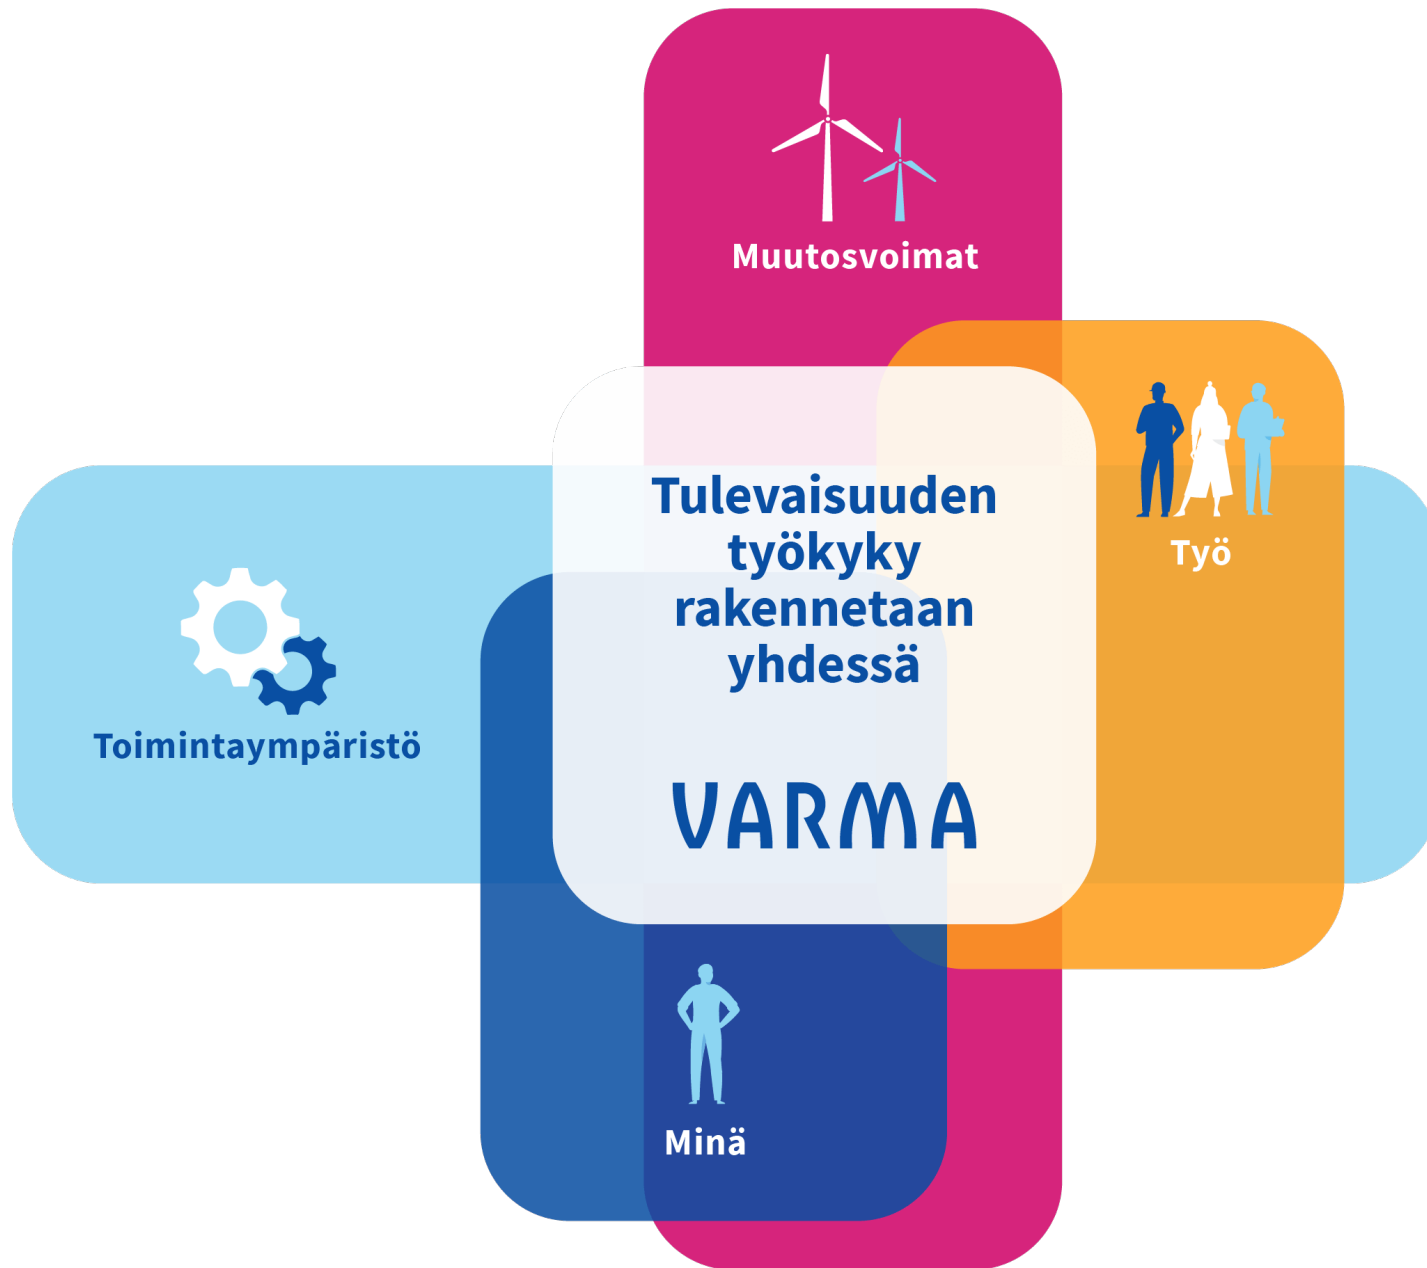 Muutosvoimat
Tulevaisuuden
työkyky
rakennetaan
yhdessä
VARMA
Työ
Toimintaympäristö
Minä